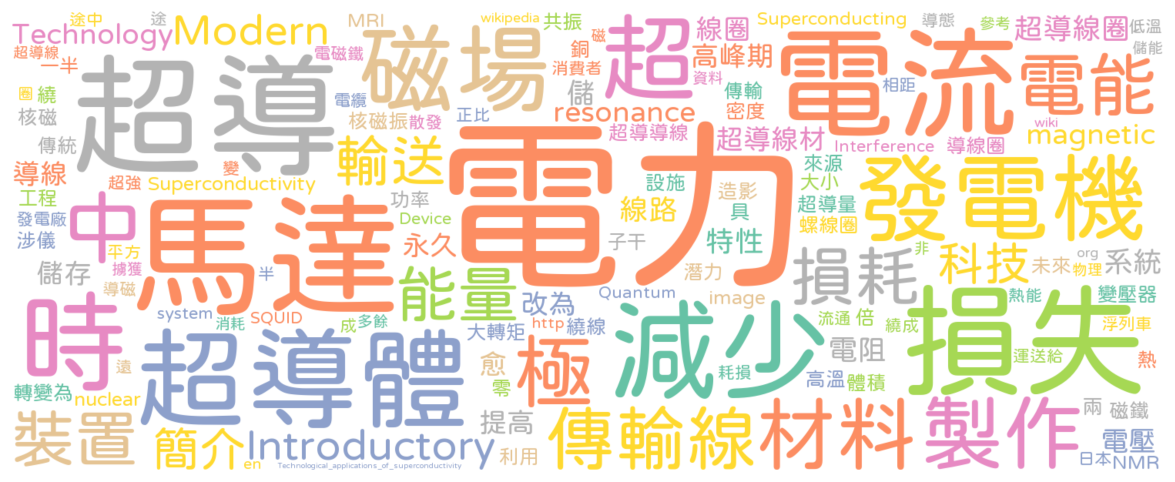 途中
途
Technology
Modern
MRI
wikipedia
共振
磁
線圈
超
Superconducting
導態
參考
超導線圈
低溫
儲能
超導線
一半
電磁鐵
磁場
銅
消費者
高峰期
資料
電流
電能
相距
圈
繞
超導
電纜
儲
傳輸
密度
核磁
核磁振
散發
正比
resonance
wiki
magnetic
傳統
超導導線
超導線材
Interference
導線圈
導線
超強
變
輸送
Superconductivity
電力
來源
大小
發電機
工程
功率
設施
造影
具
超導量
發電廠
中
馬達
Device
線路
螺線圈
涉儀
平方
永久
子干
特性
非
org
擄獲
儲存
半
能量
潛力
損耗
科技
未來
物理
系統
導磁
Quantum
image
熱能
變壓器
system
消耗
SQUID
成
多餘
改為
http
繞線
大轉矩
流通
倍
繞成
浮列車
時
超導體
減少
損失
電阻
運送給
熱
遠
愈
極
耗損
高溫
體積
轉變為
nuclear
零
裝置
簡介
en
Introductory
提高
利用
傳輸線
材料
製作
兩
磁鐵
電壓
日本
NMR
Technological_applications_of_superconductivity